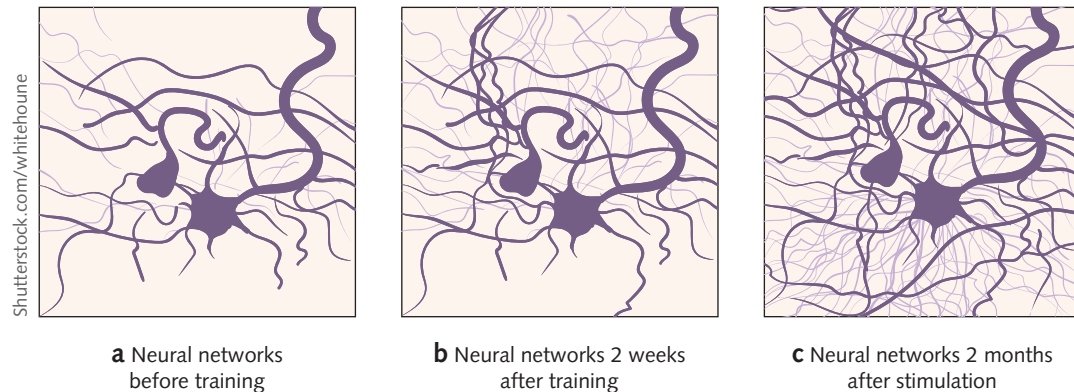 Shutterstock.com/whitehoune
a Neural networks
before training
b Neural networks 2 weeks
after training
c Neural networks 2 months
after stimulation